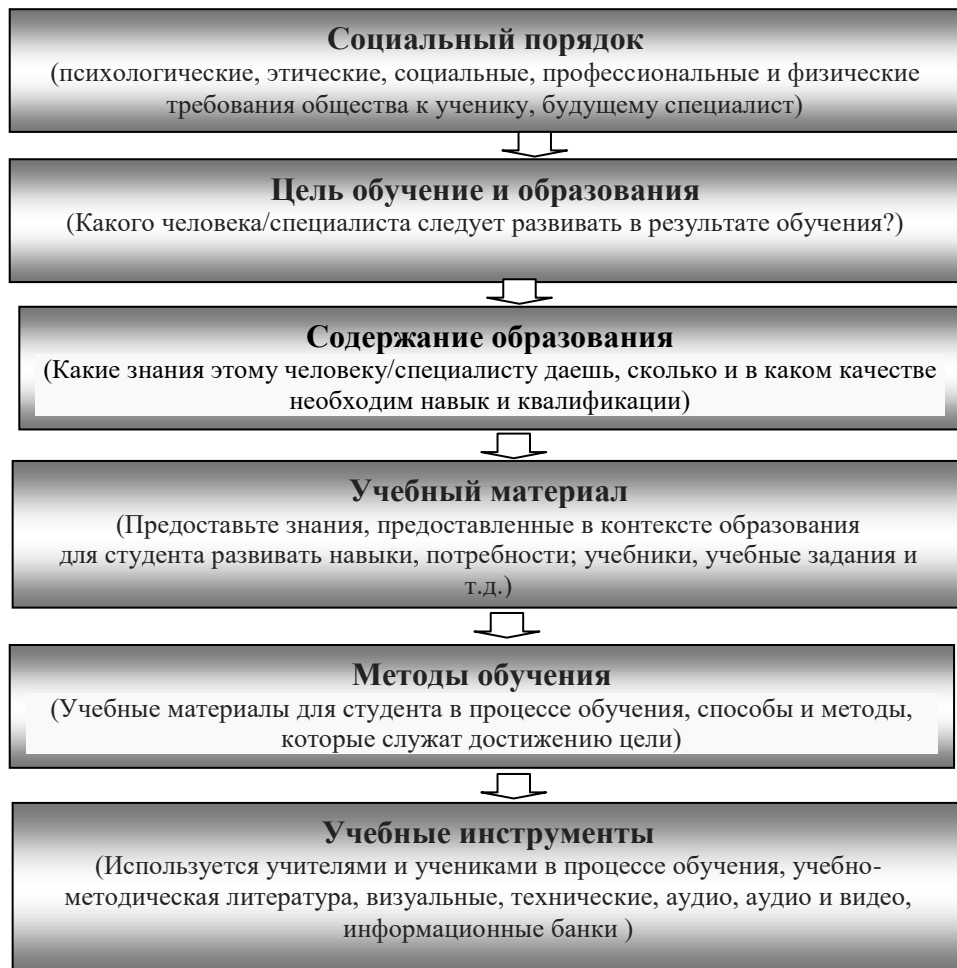 Социальный порядок
(психологические, этические, социальные, профессиональные и физические
требования общества к ученику, будущему специалист)
Цель обучение и образования
(Какого человека/специалиста следует развивать в результате обучения?)
Содержание образования
(Какие знания этому человеку/специалисту даешь, сколько и в каком качестве
необходим навык и квалификации)
Учебный материал
(Предоставьте знания, предоставленные в контексте образования
для студента развивать навыки, потребности; учебники, учебные задания и
т.д.)
Методы обучения
(Учебные материалы для студента в процессе обучения, способы и методы,
которые служат достижению цели)
Учебные инструменты
(Используется учителями и учениками в процессе обучения, учебно-
методическая литература, визуальные, технические, аудио, аудио и видео,
информационные банки )